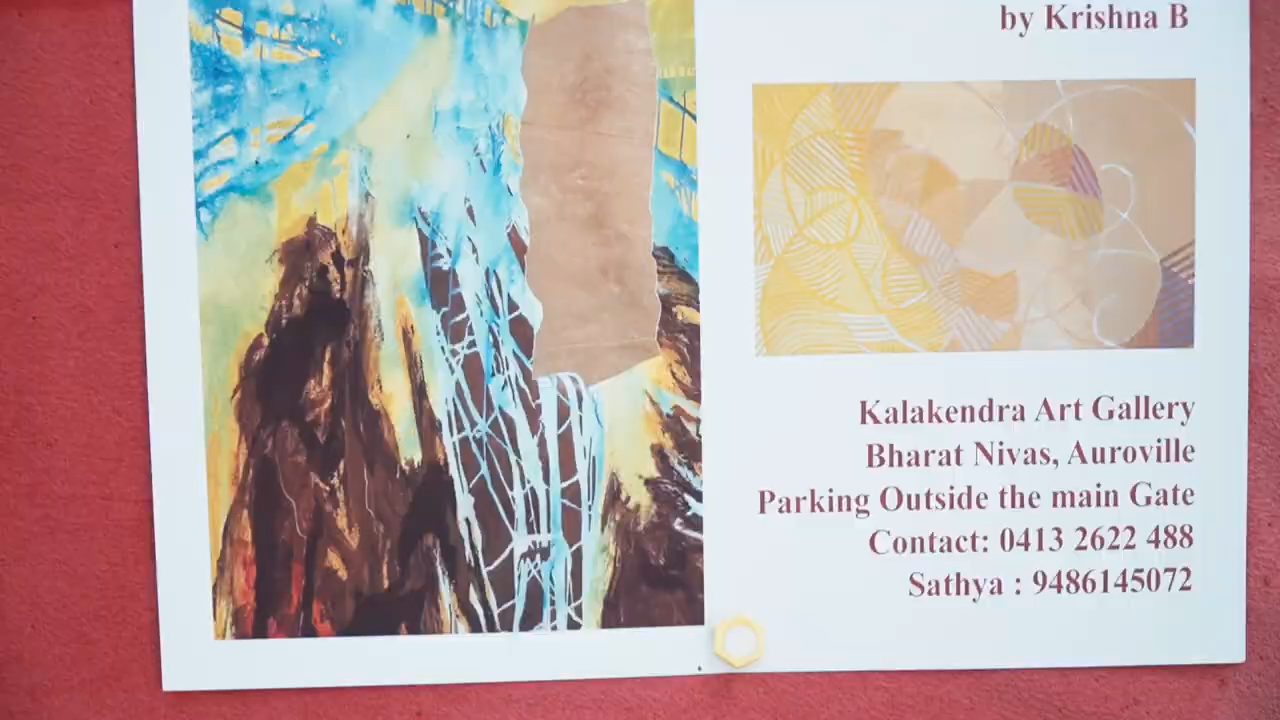 by Krishna B
Kalakendra Art Gallery
Bharat Nivas, Auroville
Parking Outside the main Gate
Contact: 0413 2622 488
Sathya : 9486145072